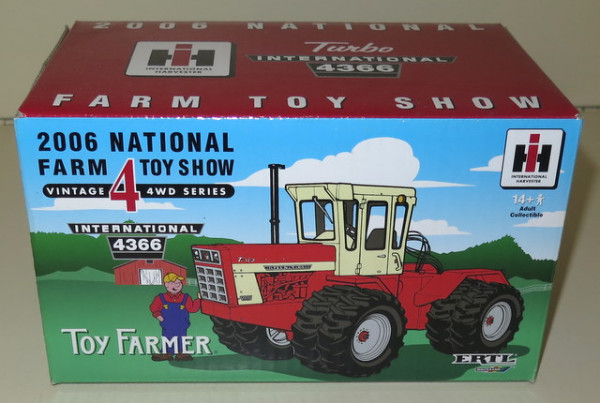 2006 NATIONAL
IH
INTERNATIONAL
HARVESTER
Turbo
INTERNATIONAL
4366
FARM TOY SHOW
2006 NATIONAL
FARM 4 TOY SHOW
VINTAGE 4WD SERIES
INTERNATIONAL
4366
IH
INTERNATIONAL
HARVESTER
14+
Adult
Collectible
TOY FARMER
ERTL